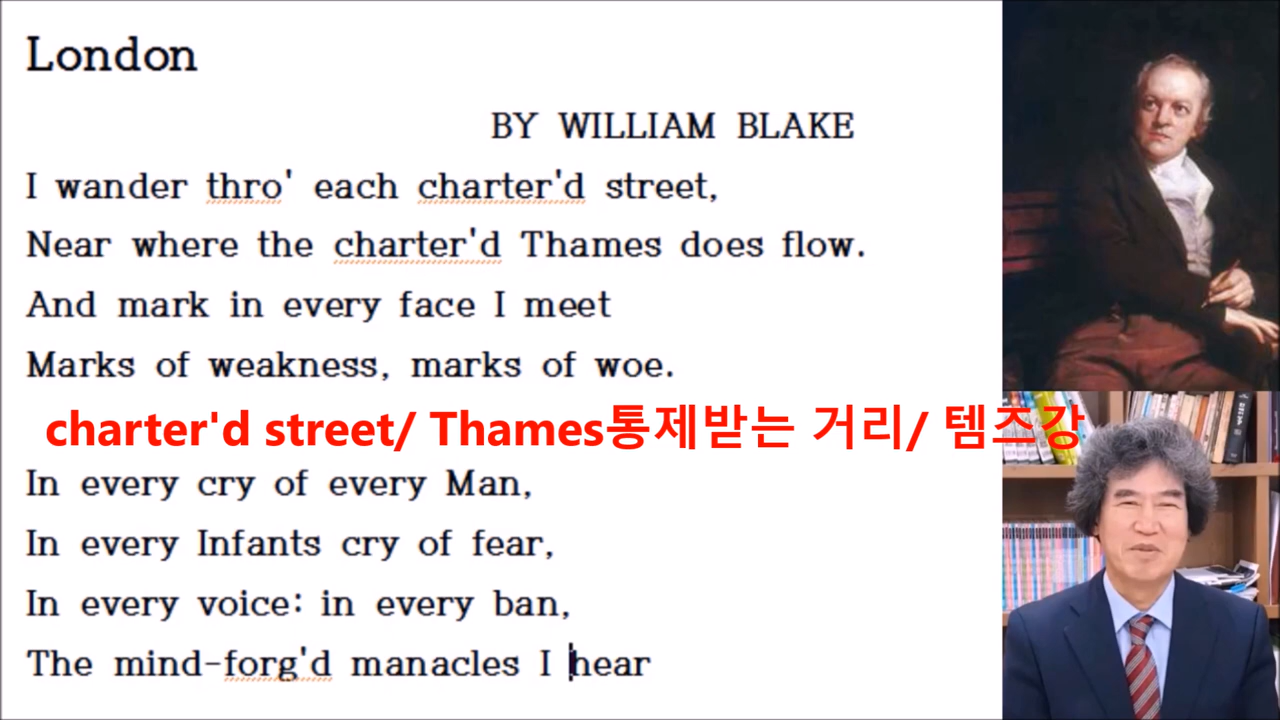 London
BY WILLIAM BLAKE
I wander thro' each charter'd street,
Near where the charter'd Thames does flow.
And mark in every face I meet
Marks of weakness, marks of woe.
charter'd street/ Thames통제받는 거리/ 템즈강
In every cry of every Man,
In every Infants cry of fear,
In every voice: in every ban,
The mind-forg'd manacles I hear